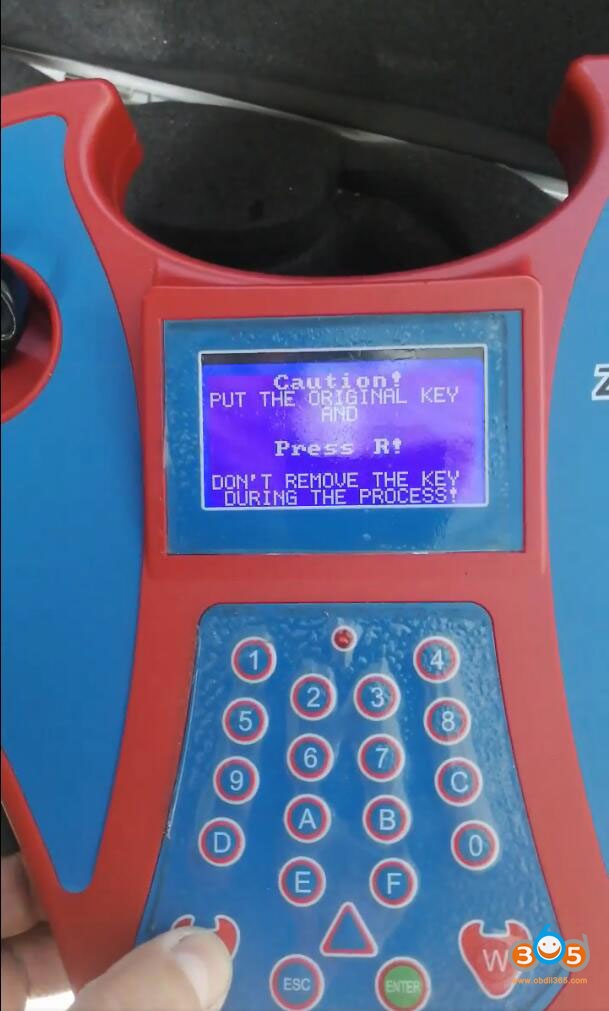 Caution!
PUT THE ORIGINAL KEY
AND
Press R!
DON'T REMOVE THE KEY
DURING THE PROCESS!
Z
1
4
2
3
5
8
6
7
9
C
A
B
D
0
E
F
W
ESC
ENTER
365
www.obdii365.com